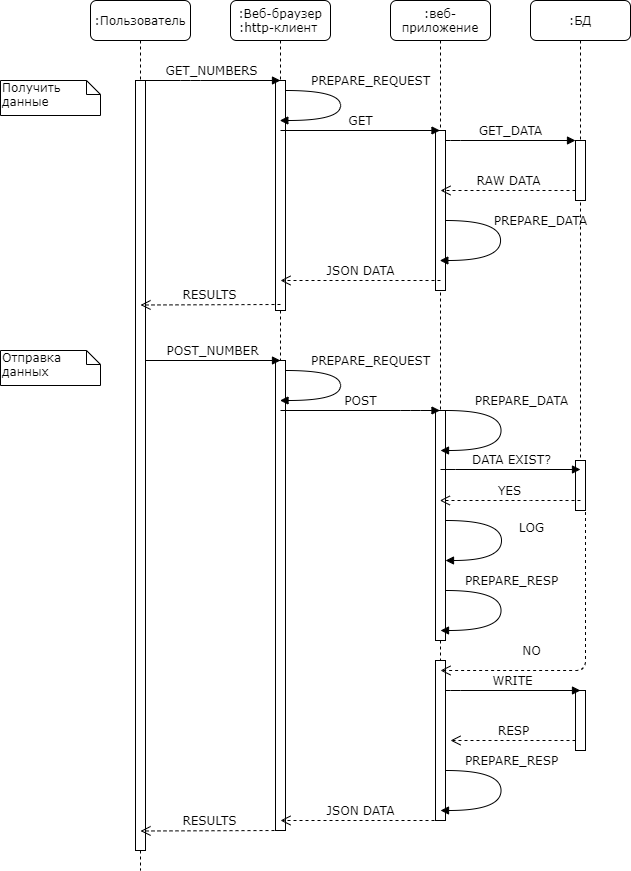 :Пользователь
:Веб-браузер
:http-клиент
:веб-
приложение
:БД
Получить
данные
GET_NUMBERS
PREPARE_REQUEST
GET
GET_DATA
RAW DATA
PREPARE_DATA
JSON DATA
RESULTS
Отправка
данных
POST_NUMBER
PREPARE_REQUEST
POST
PREPARE_DATA
DATA EXIST?
YES
LOG
PREPARE_RESP
NO
WRITE
RESP
PREPARE_RESP
JSON DATA
RESULTS